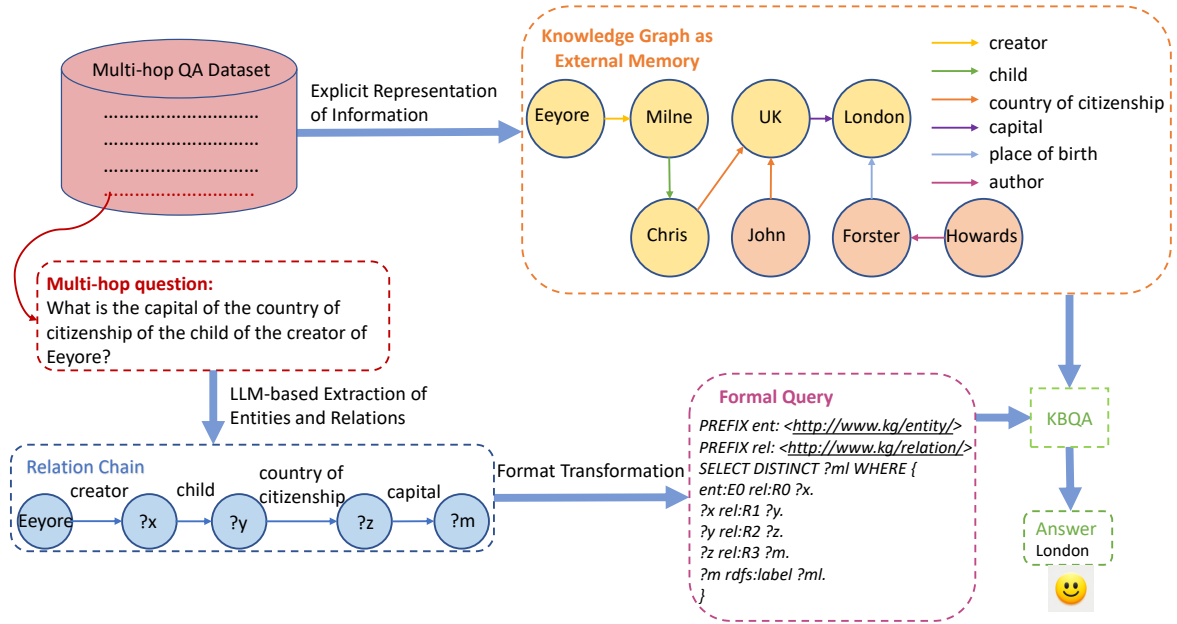 Multi-hop QA Dataset
................................
................................
................................
................................
Explicit Representation
of Information
Knowledge Graph as
External Memory
Eeyore
Milne
UK
London
Chris
John
Forster
Howards
creator
child
country of citizenship
capital
place of birth
author
Multi-hop question:
What is the capital of the country of
citizenship of the child of the creator of
Eeyore?
LLM-based Extraction of
Entities and Relations
Relation Chain
creator
child
country of
citizenship
capital
Eeyore
?x
?y
?z
?m
Format Transformation
Formal Query
PREFIX ent: <http://www.kg/entity/>
PREFIX rel: <http://www.kg/relation/>
SELECT DISTINCT ?ml WHERE {
ent:E0 rel:R0 ?x.
?x rel:R1 ?y.
?y rel:R2 ?z.
?z rel:R3 ?m.
?m rdfs:label ?ml.
}
KBQA
Answer
London